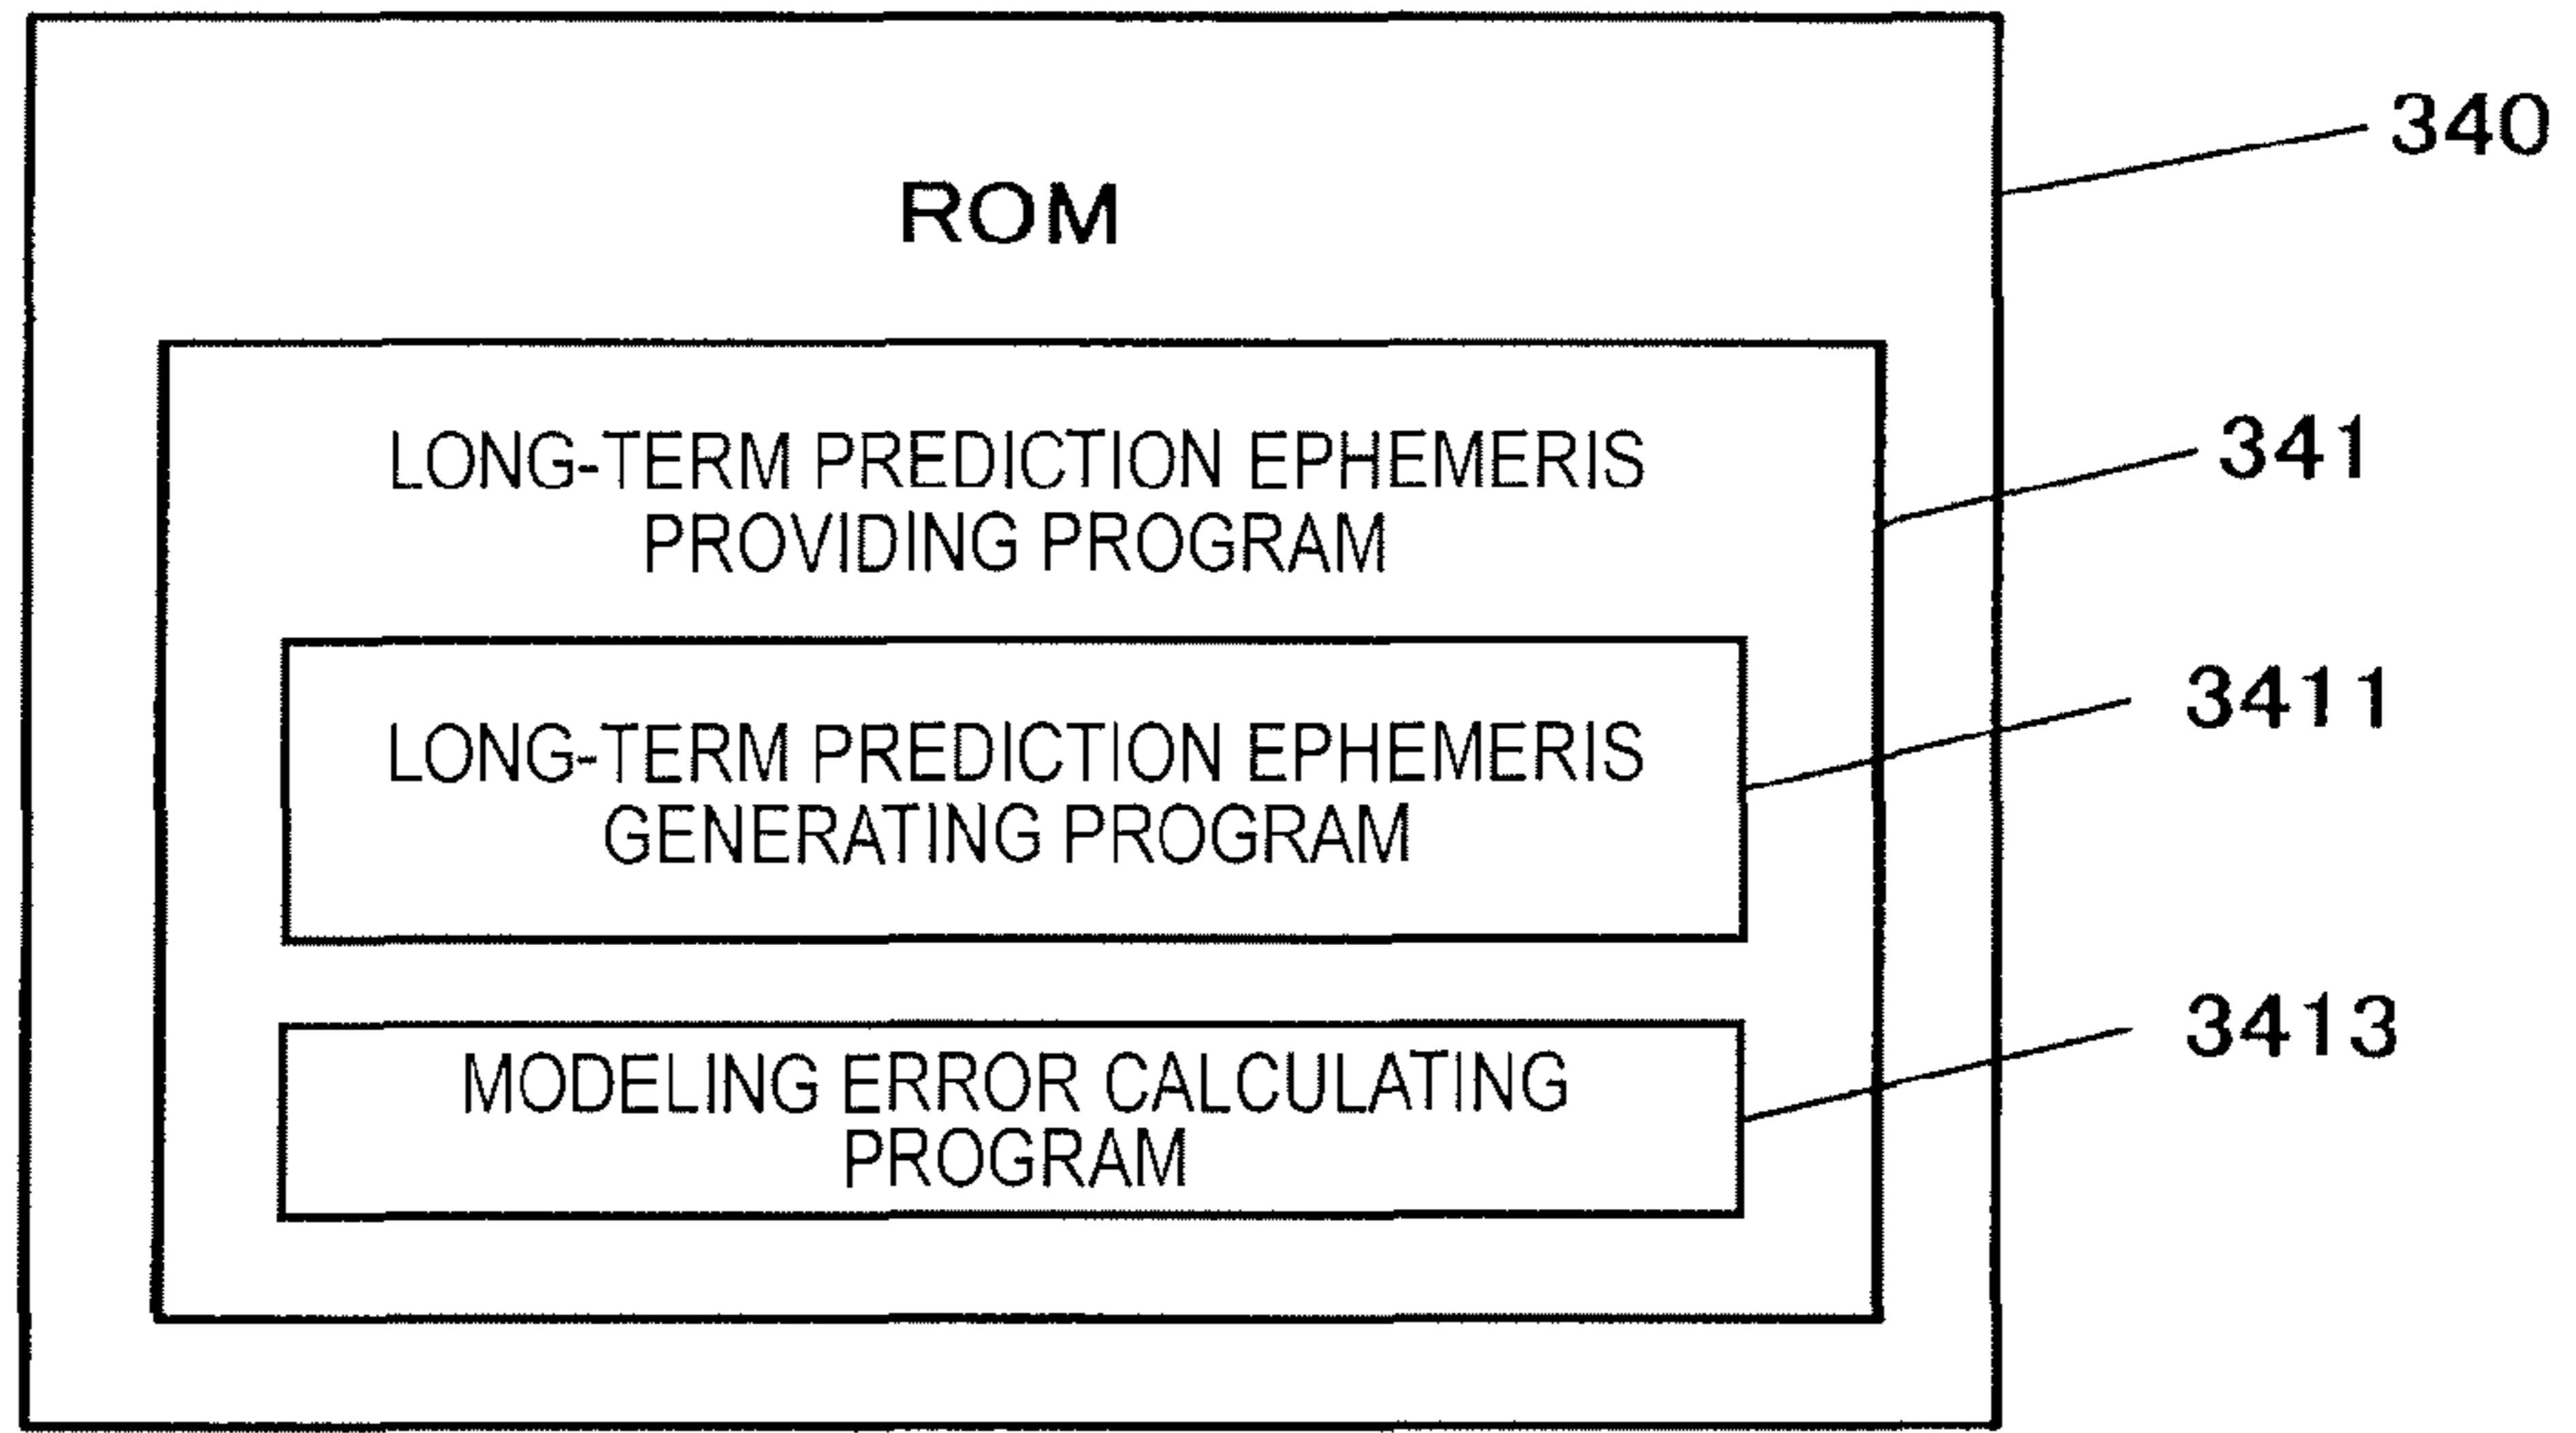 ROM
340
LONG-TERM PREDICTION EPHEMERIS
PROVIDING PROGRAM
341
LONG-TERM PREDICTION EPHEMERIS
GENERATING PROGRAM
3411
MODELING ERROR CALCULATING
PROGRAM
3413